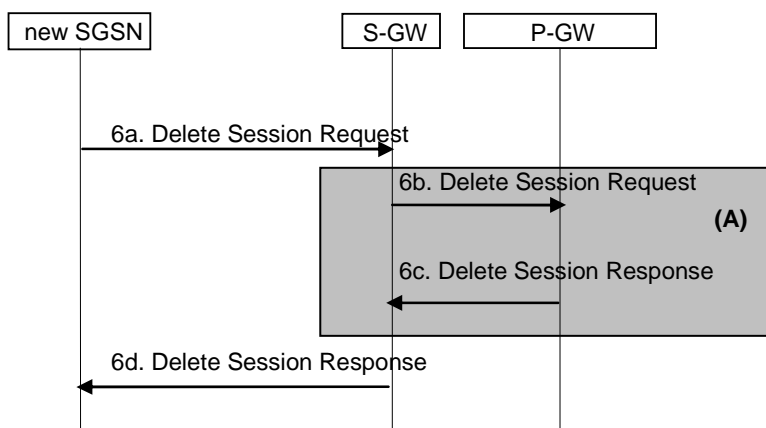 new SGSN
S-GW
P-GW
6a. Delete Session Request
6b. Delete Session Request
(A)
6c. Delete Session Response
6d. Delete Session Response